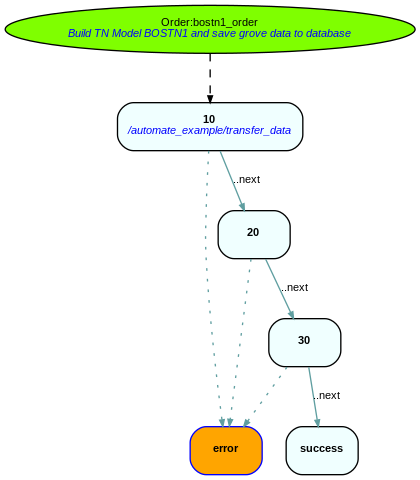 Order:bostn1_order
Build TN Model BOSTN1 and save grove data to database
10
/automate_example/transfer_data
..next
20
..next
30
..next
error
success